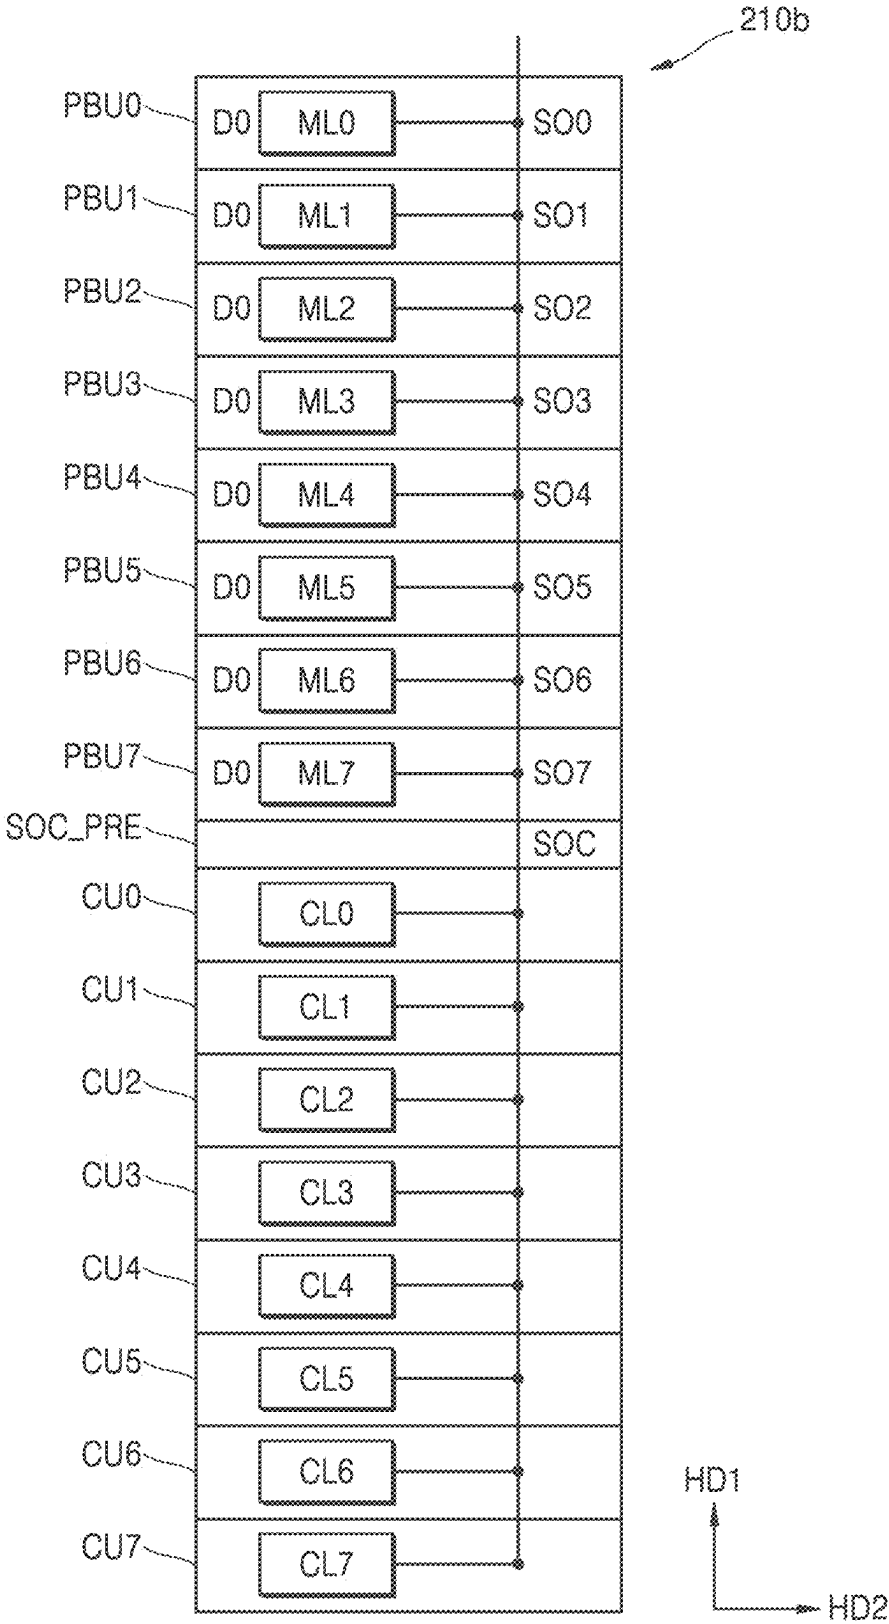 210b
PBU0 D0 ML0 SO0
PBU1 D0 ML1 SO1
PBU2 D0 ML2 SO2
PBU3 D0 ML3 SO3
PBU4 D0 ML4 SO4
PBU5 D0 ML5 SO5
PBU6 D0 ML6 SO6
PBU7 D0 ML7 SO7
SOC_PRE SOC
CU0 CL0
CU1 CL1
CU2 CL2
CU3 CL3
CU4 CL4
CU5 CL5
CU6 CL6
HD1
CU7 CL7
HD2